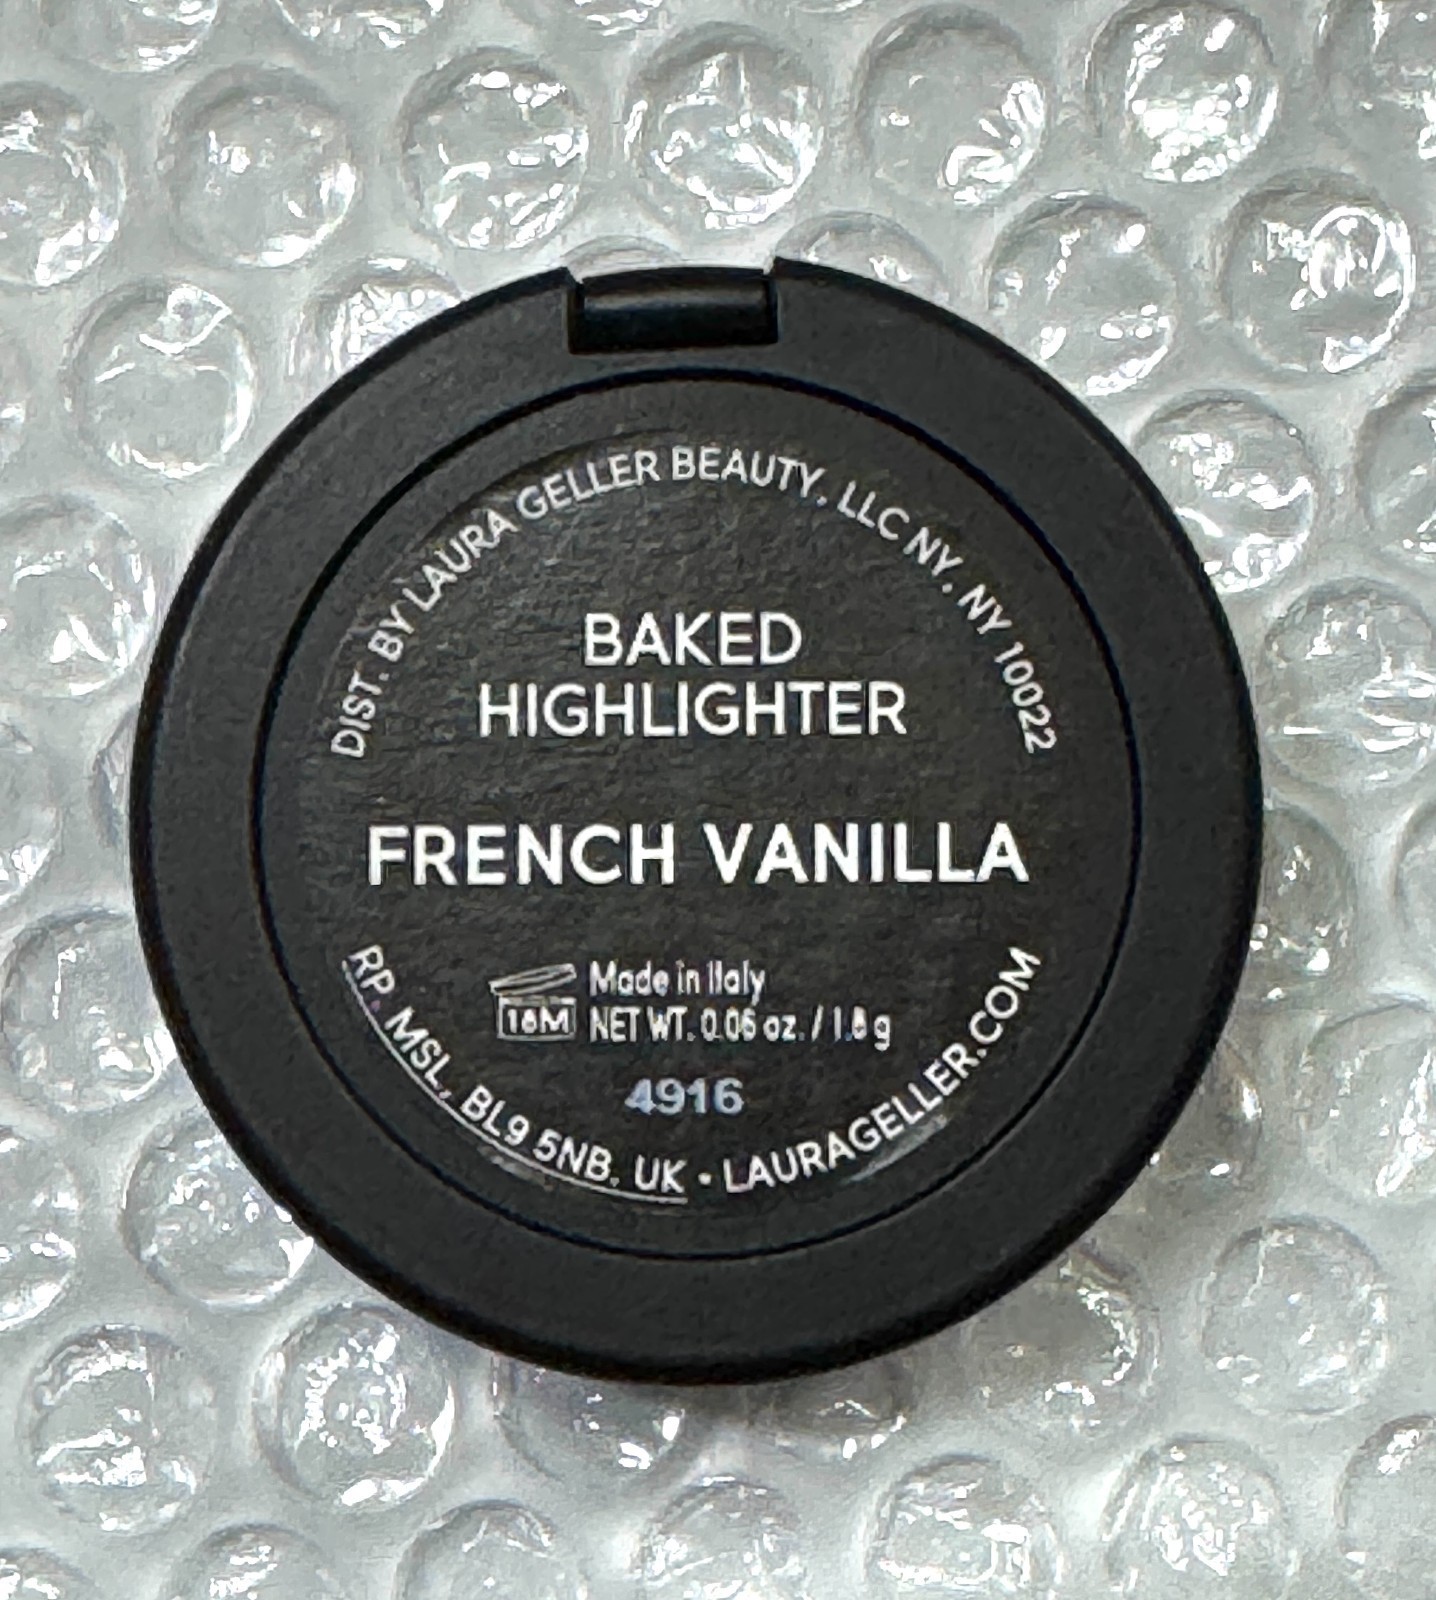 DIST. BY LAURA GELLER BEAUTY, LLC NY, NY 10022
BAKED
HIGHLIGHTER
FRENCH VANILLA
Made in Italy
18M NET WT. 0.06 oz. / 1.8 g
4916
RP. MSL, BL9 5NB, UK • LAURAGELLER.COM